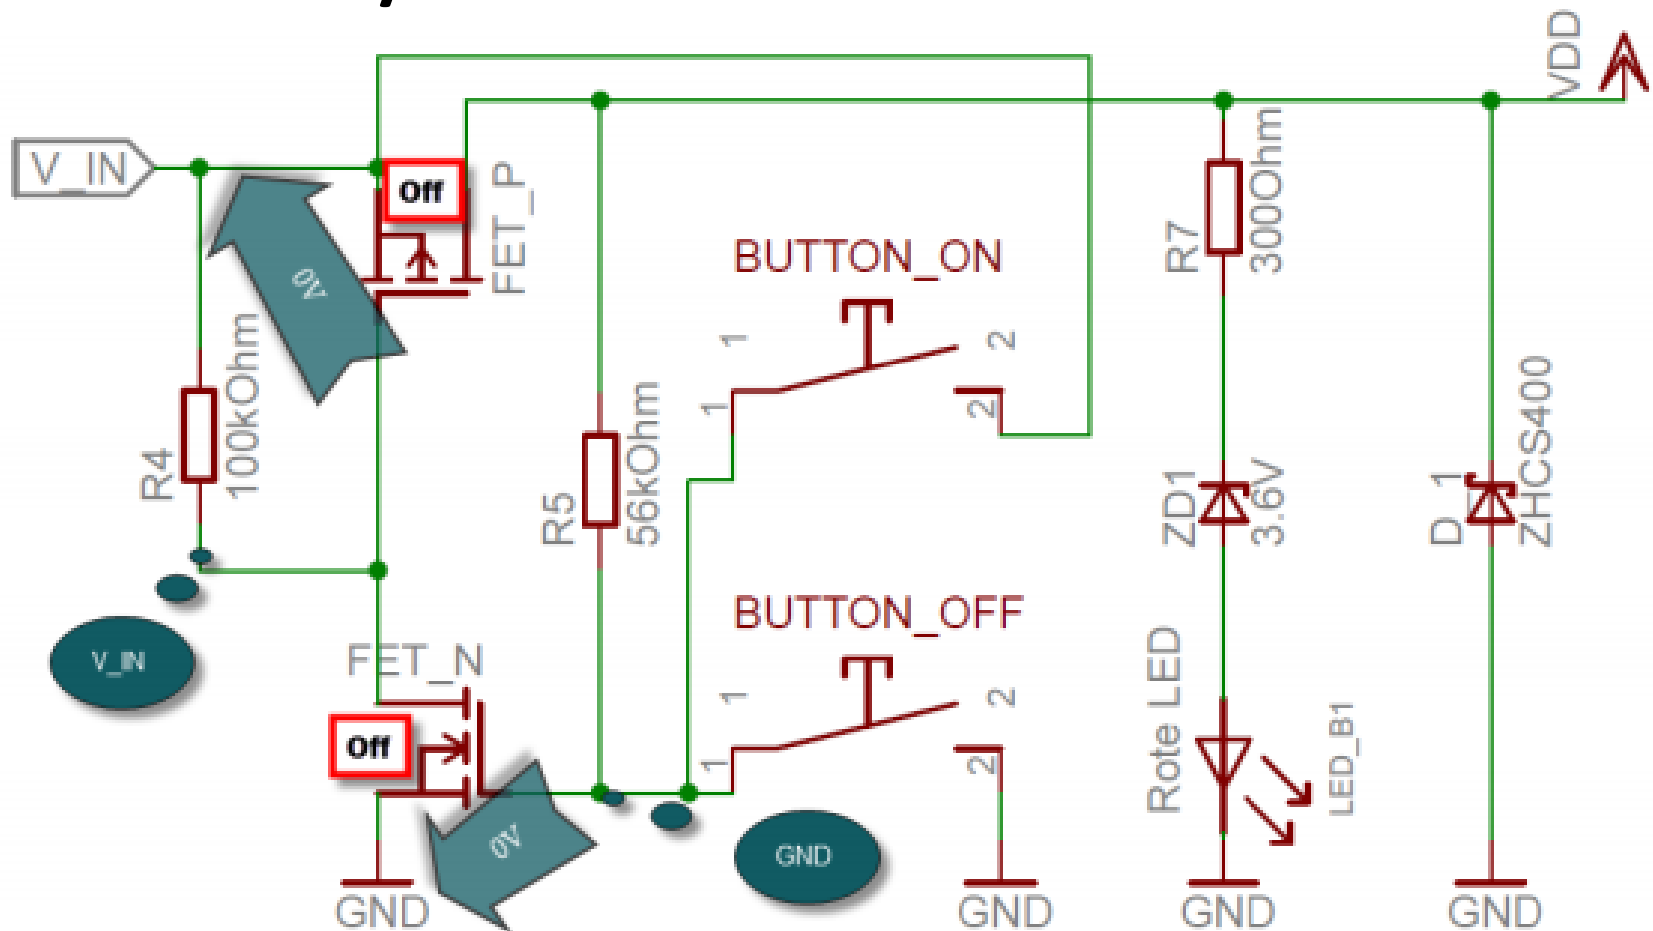 VDD
V_IN
Off
FET_P
R7
300Ohm
BUTTON_ON
0V
1
2
1
2
R4
100kOhm
R5
56kOhm
ZD1
3.6V
D_1
ZHCS400
BUTTON_OFF
V_IN
FET_N
1
2
Off
1
2
Rote LED
LED_B1
0V
GND
GND
GND
GND
GND